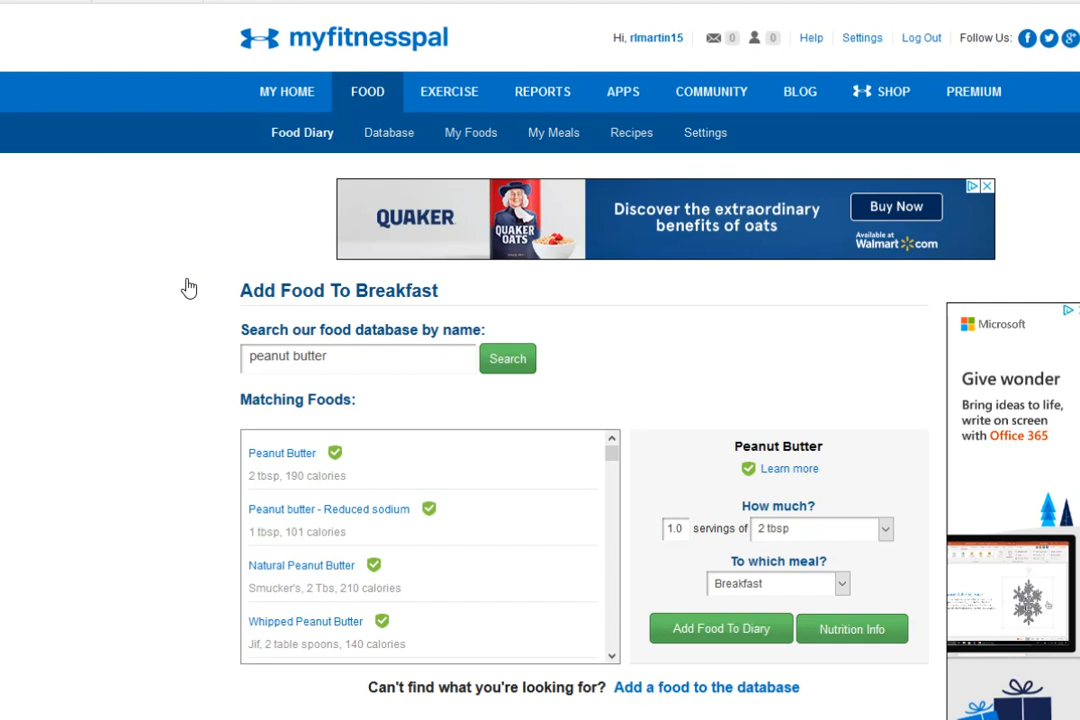 myfitnesspal
Hi, rlmartin15 0 0 Help Settings Log Out Follow Us:
MY HOME FOOD EXERCISE REPORTS APPS COMMUNITY BLOG SHOP PREMIUM
Food Diary Database My Foods My Meals Recipes Settings
QUAKER
QUAKER
OATS
Discover the extraordinary
benefits of oats
Buy Now
Available at
Walmart.com
Add Food To Breakfast
Search our food database by name:
peanut butter Search
Matching Foods:
Peanut Butter
2 tbsp, 190 calories
Peanut butter - Reduced sodium
1 tbsp, 101 calories
Natural Peanut Butter
Smucker's, 2 Tbs, 210 calories
Whipped Peanut Butter
Jif, 2 table spoons, 140 calories
Peanut Butter
Learn more
How much?
1.0 servings of 2 tbsp
To which meal?
Breakfast
Add Food To Diary Nutrition Info
Can't find what you're looking for? Add a food to the database
Microsoft
Give wonder
Bring ideas to life,
write on screen
with Office 365